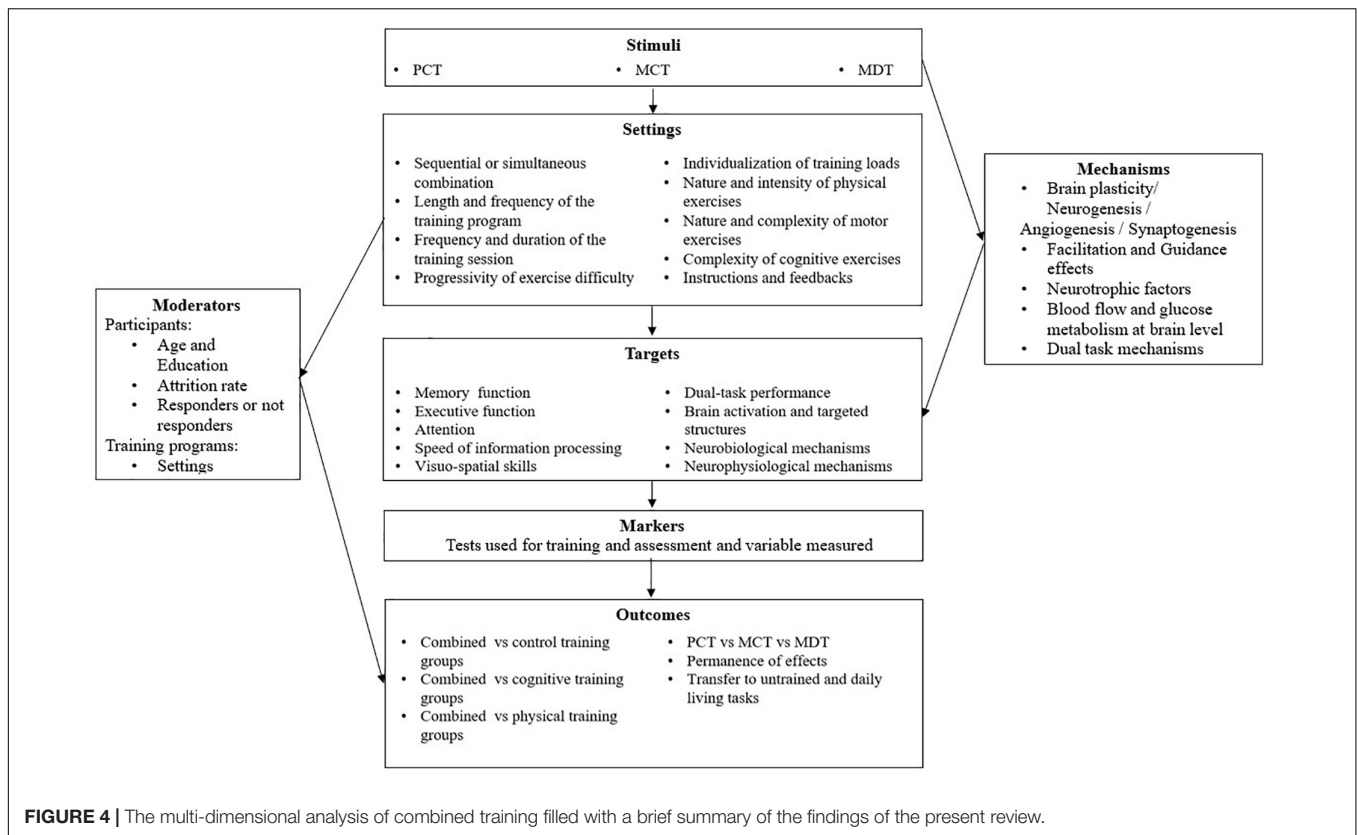 Stimuli
• PCT • MCT • MDT
Settings
• Sequential or simultaneous
combination
• Length and frequency of the
training program
• Frequency and duration of the
training session
• Progressivity of exercise difficulty
• Individualization of training loads
• Nature and intensity of physical
exercises
• Nature and complexity of motor
exercises
• Complexity of cognitive exercises
• Instructions and feedbacks
Mechanisms
• Brain plasticity/
Neurogenesis /
Angiogenesis / Synaptogenesis
• Facilitation and Guidance
effects
• Neurotrophic factors
• Blood flow and glucose
metabolism at brain level
• Dual task mechanisms
Moderators
Participants:
• Age and
Education
• Attrition rate
• Responders or not
responders
Training programs:
• Settings
Targets
• Memory function
• Executive function
• Attention
• Speed of information processing
• Visuo-spatial skills
• Dual-task performance
• Brain activation and targeted
structures
• Neurobiological mechanisms
• Neurophysiological mechanisms
Markers
Tests used for training and assessment and variable measured
Outcomes
• Combined vs control training
groups
• Combined vs cognitive training
groups
• Combined vs physical training
groups
• PCT vs MCT vs MDT
• Permanence of effects
• Transfer to untrained and daily
living tasks
FIGURE 4 | The multi-dimensional analysis of combined training filled with a brief summary of the findings of the present review.